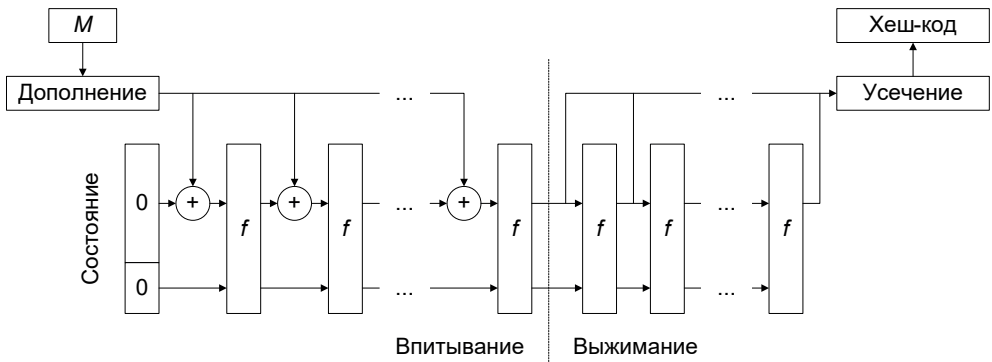 M
Хеш-код
Дополнение
...
...
Усечение
Состояние
0
+
f
+
f
...
+
f
f
f
...
f
0
...
...
Впитывание
Выжимание